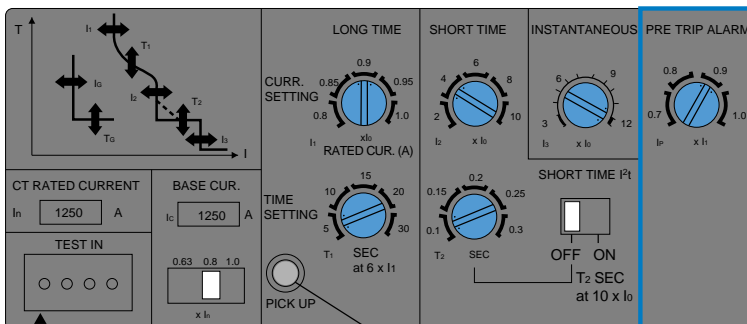 T
I1
T1
IG
I2
T2
TG
I3
I
LONG TIME
CURR.
SETTING
0.8
0.85
0.9
0.95
1.0
I1
xI0
RATED CUR. (A)
SHORT TIME
2
4
6
8
10
I2
x I0
INSTANTANEOUS
3
6
9
12
I3
x I0
PRE TRIP ALARM
0.7
0.8
0.9
1.0
IP
x I1
CT RATED CURRENT
In 1250 A
BASE CUR.
Ic 1250 A
TIME
SETTING
5
10
15
20
30
T1 SEC
at 6 x I1
0.1
0.15
0.2
0.25
0.3
T2 SEC
SHORT TIME I²t
OFF ON
T2 SEC
at 10 x I0
TEST IN
0.63 0.8 1.0
x In
PICK UP